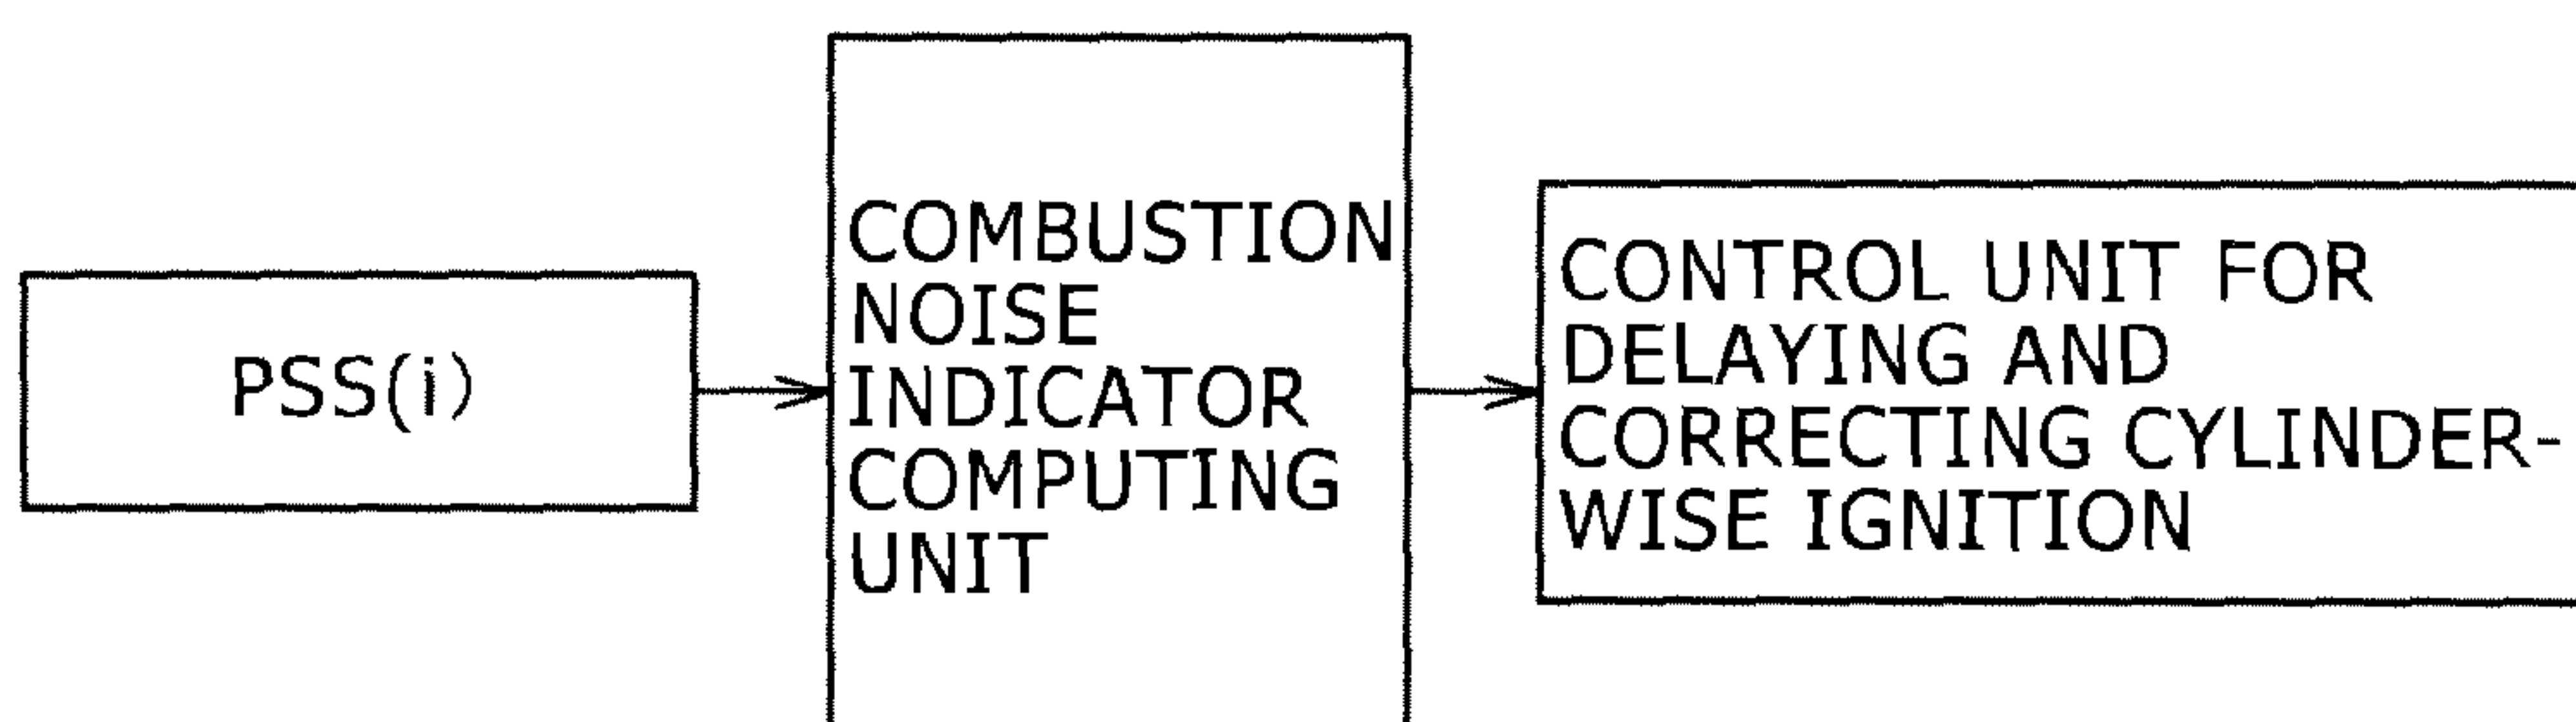 PSS(i)
COMBUSTION
NOISE
INDICATOR
COMPUTING
UNIT
CONTROL UNIT FOR
DELAYING AND
CORRECTING CYLINDER-
WISE IGNITION